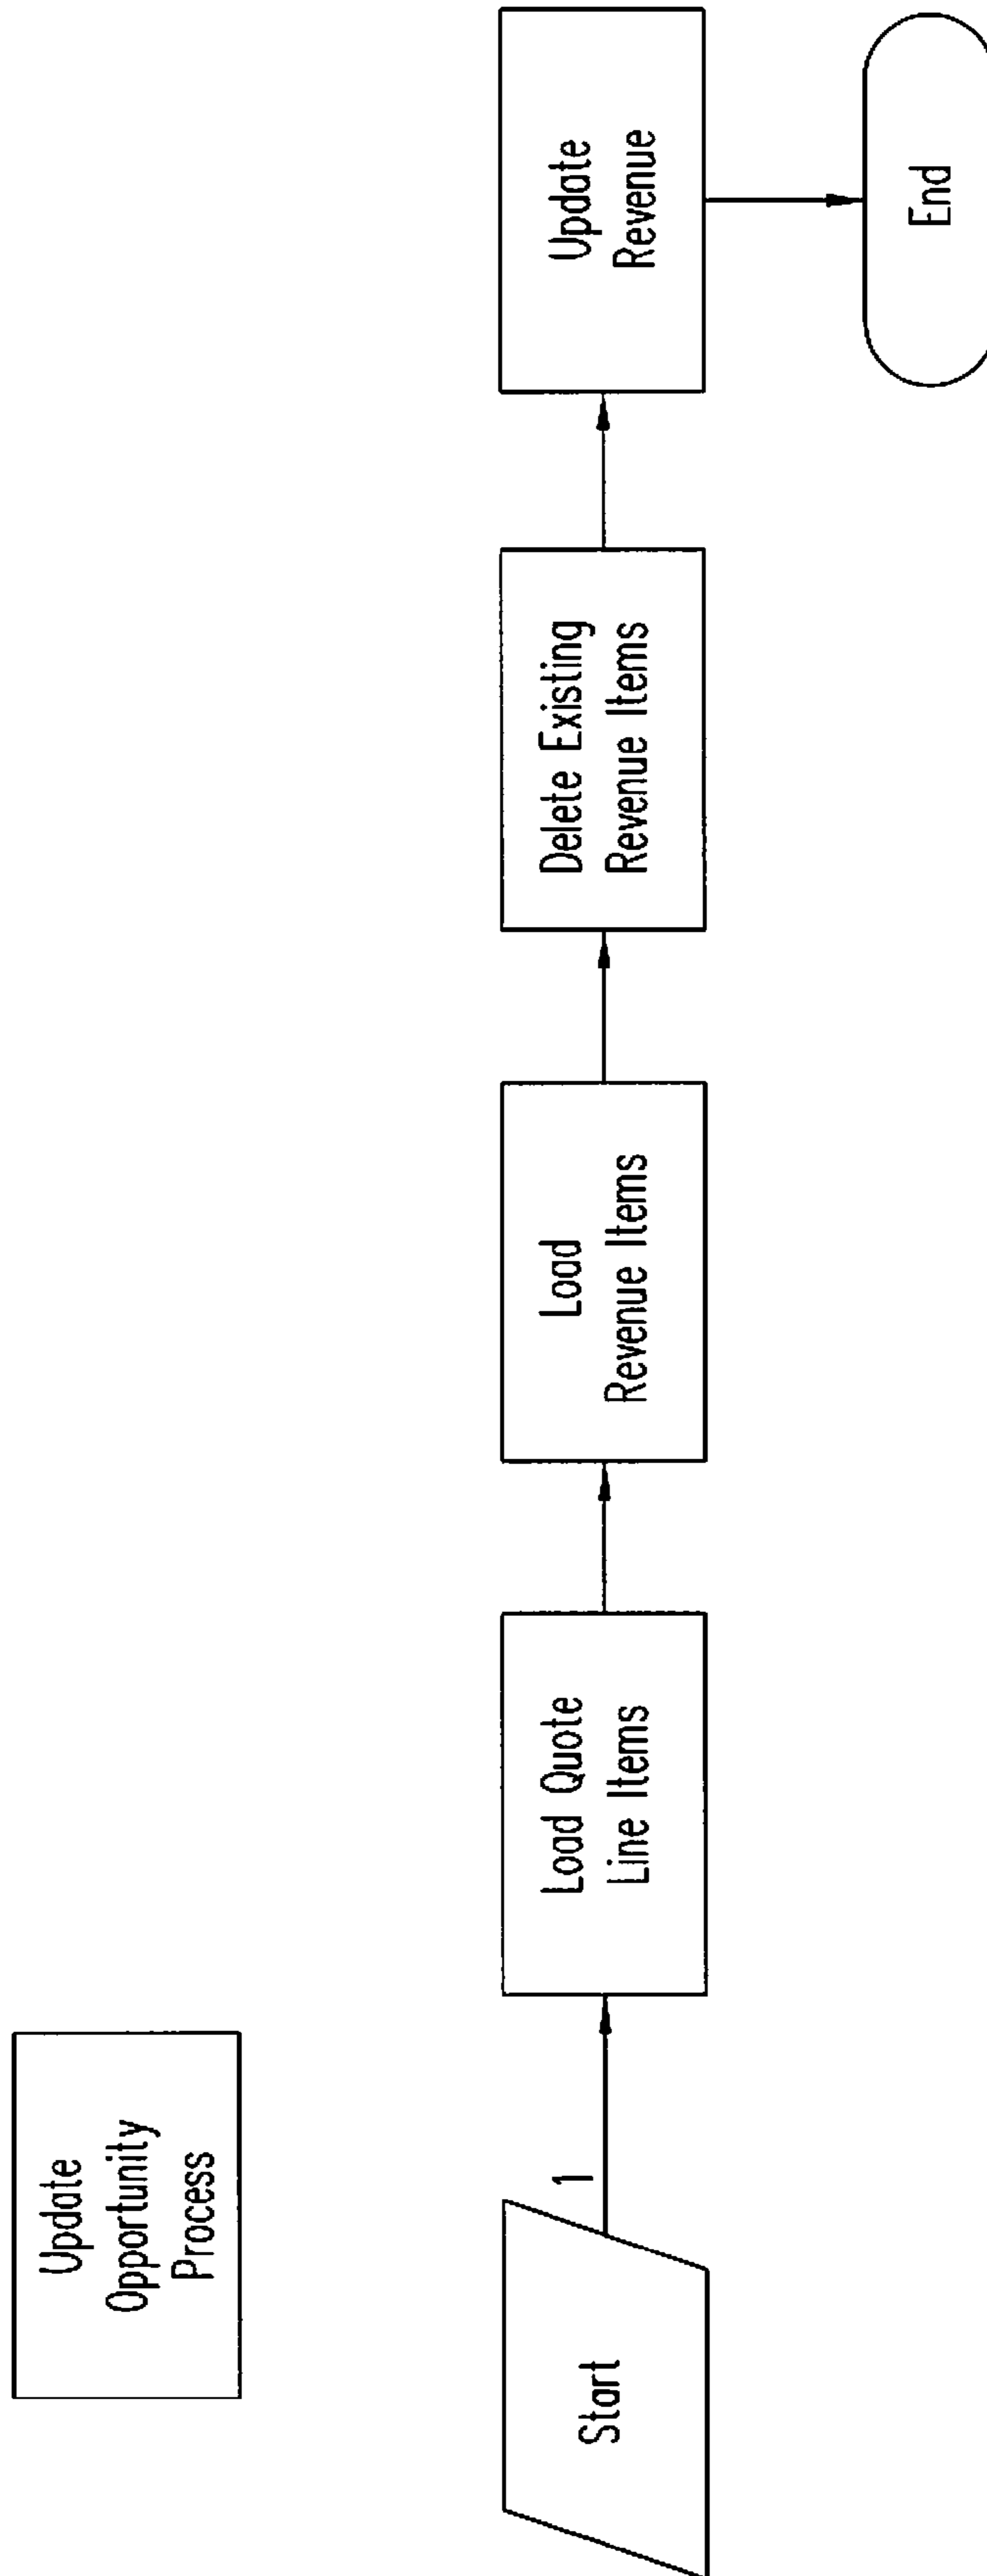 Update
Opportunity
Process
Start
1
Load Quote
Line Items
Load
Revenue Items
Delete Existing
Revenue Items
Update
Revenue
End